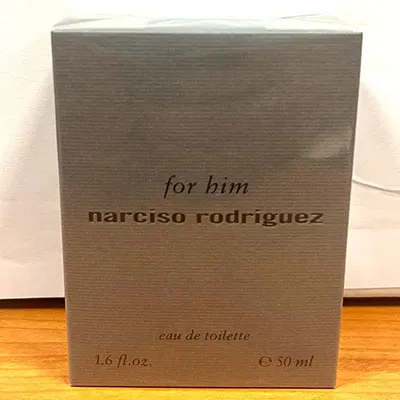 for him
narciso rodriguez
eau de toilette
1.6 fl.oz. ℮ 50 ml